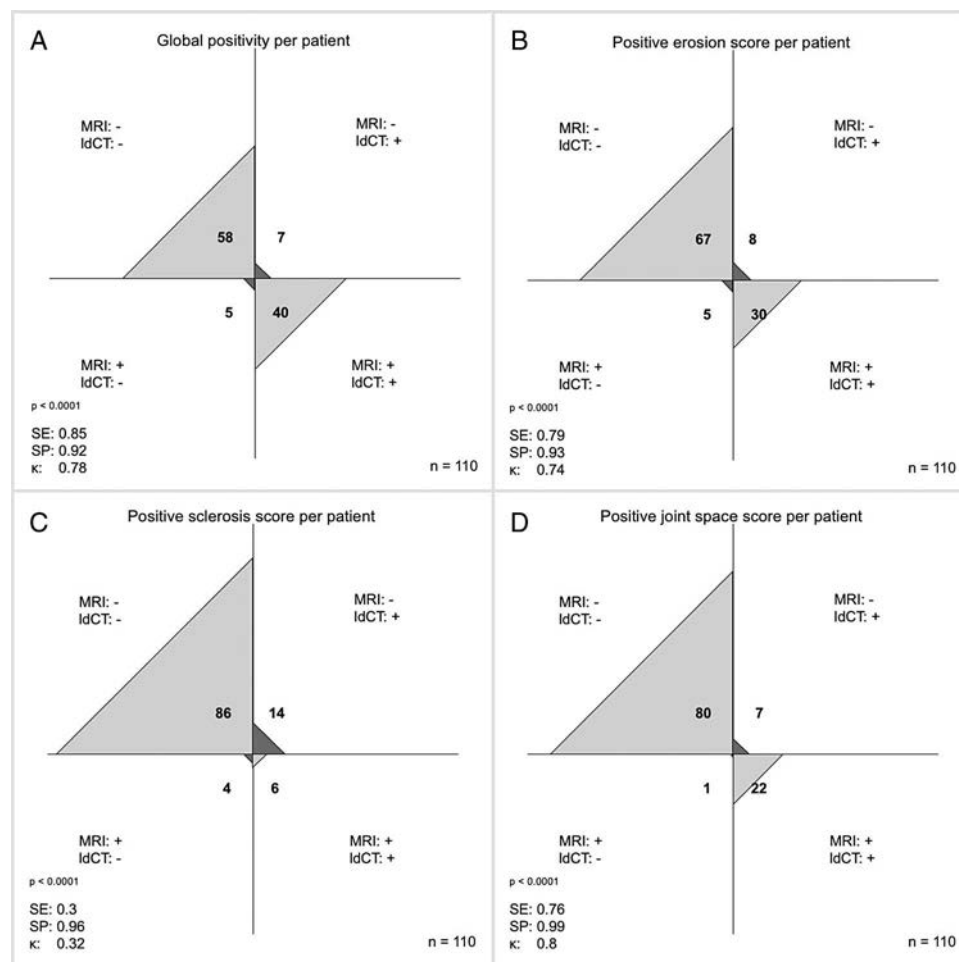 A
Global positivity per patient
MRI: -
ldCT: -
MRI: -
ldCT: +
58
7
5
40
MRI: +
ldCT: -
MRI: +
ldCT: +
p < 0.0001
SE: 0.85
SP: 0.92
κ: 0.78
n = 110
B
Positive erosion score per patient
MRI: -
ldCT: -
MRI: -
ldCT: +
67
8
5
30
MRI: +
ldCT: -
MRI: +
ldCT: +
p < 0.0001
SE: 0.79
SP: 0.93
κ: 0.74
n = 110
C
Positive sclerosis score per patient
MRI: -
ldCT: -
MRI: -
ldCT: +
86
14
4
6
MRI: +
ldCT: -
MRI: +
ldCT: +
p < 0.0001
SE: 0.3
SP: 0.96
κ: 0.32
n = 110
D
Positive joint space score per patient
MRI: -
ldCT: -
MRI: -
ldCT: +
80
7
1
22
MRI: +
ldCT: -
MRI: +
ldCT: +
p < 0.0001
SE: 0.76
SP: 0.99
κ: 0.8
n = 110